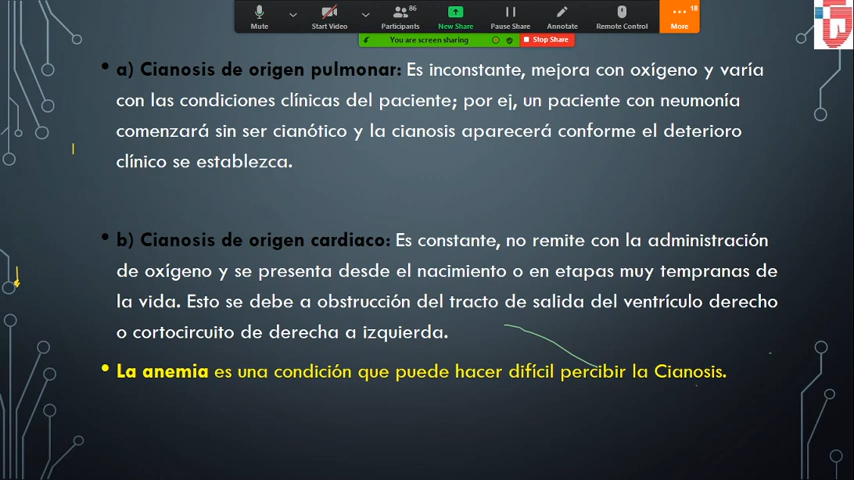 Mute
Start Video
Participants
86
New Share
Pause Share
Annotate
Remote Control
More
18
You are screen sharing
Stop Share
• a) Cianosis de origen pulmonar: Es inconstante, mejora con oxígeno y varía
con las condiciones clínicas del paciente; por ej, un paciente con neumonía
comenzará sin ser cianótico y la cianosis aparecerá conforme el deterioro
clínico se establezca.
• b) Cianosis de origen cardiaco: Es constante, no remite con la administración
de oxígeno y se presenta desde el nacimiento o en etapas muy tempranas de
la vida. Esto se debe a obstrucción del tracto de salida del ventrículo derecho
o cortocircuito de derecha a izquierda.
• La anemia es una condición que puede hacer difícil percibir la Cianosis.